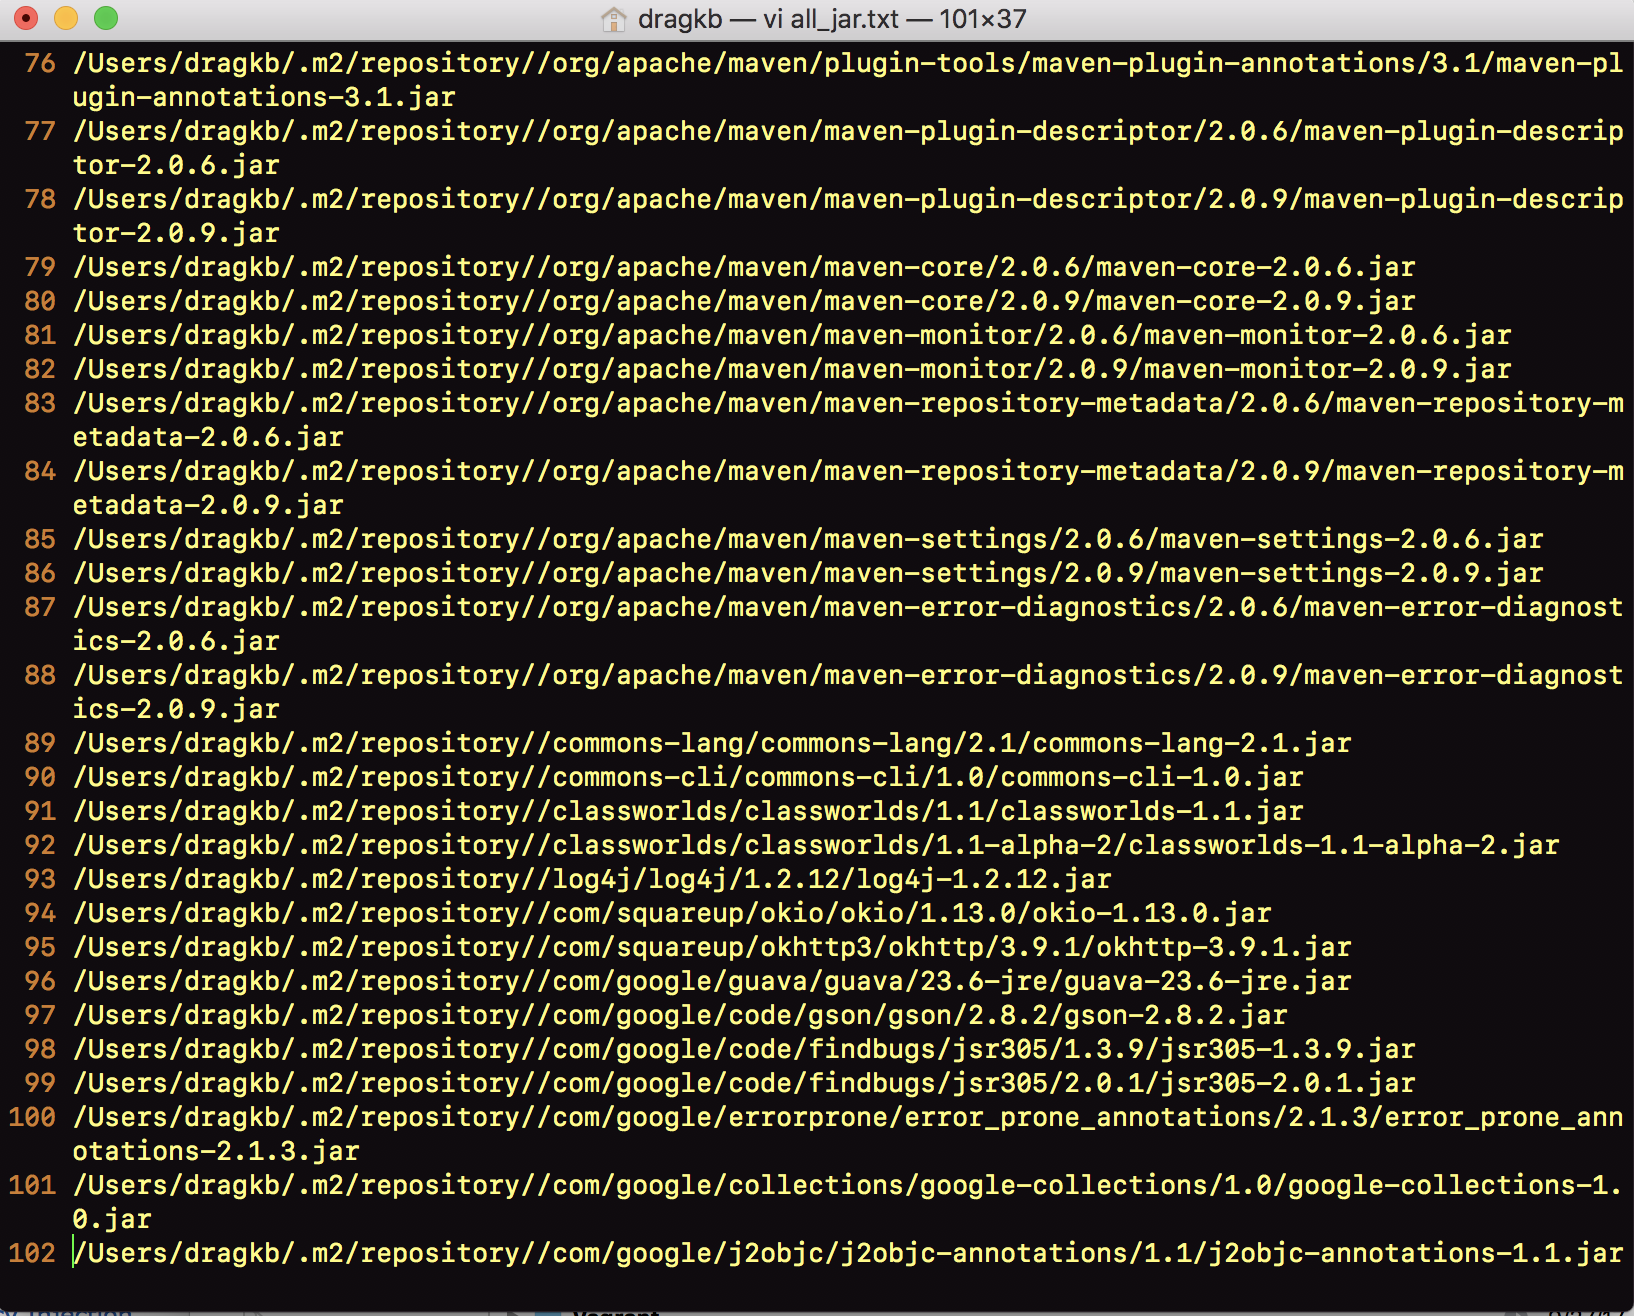 dragkb — vi all_jar.txt — 101×37
76 /Users/dragkb/.m2/repository//org/apache/maven/plugin-tools/maven-plugin-annotations/3.1/maven-pl
ugin-annotations-3.1.jar
77 /Users/dragkb/.m2/repository//org/apache/maven/maven-plugin-descriptor/2.0.6/maven-plugin-descrip
tor-2.0.6.jar
78 /Users/dragkb/.m2/repository//org/apache/maven/maven-plugin-descriptor/2.0.9/maven-plugin-descrip
tor-2.0.9.jar
79 /Users/dragkb/.m2/repository//org/apache/maven/maven-core/2.0.6/maven-core-2.0.6.jar
80 /Users/dragkb/.m2/repository//org/apache/maven/maven-core/2.0.9/maven-core-2.0.9.jar
81 /Users/dragkb/.m2/repository//org/apache/maven/maven-monitor/2.0.6/maven-monitor-2.0.6.jar
82 /Users/dragkb/.m2/repository//org/apache/maven/maven-monitor/2.0.9/maven-monitor-2.0.9.jar
83 /Users/dragkb/.m2/repository//org/apache/maven/maven-repository-metadata/2.0.6/maven-repository-m
etadata-2.0.6.jar
84 /Users/dragkb/.m2/repository//org/apache/maven/maven-repository-metadata/2.0.9/maven-repository-m
etadata-2.0.9.jar
85 /Users/dragkb/.m2/repository//org/apache/maven/maven-settings/2.0.6/maven-settings-2.0.6.jar
86 /Users/dragkb/.m2/repository//org/apache/maven/maven-settings/2.0.9/maven-settings-2.0.9.jar
87 /Users/dragkb/.m2/repository//org/apache/maven/maven-error-diagnostics/2.0.6/maven-error-diagnost
ics-2.0.6.jar
88 /Users/dragkb/.m2/repository//org/apache/maven/maven-error-diagnostics/2.0.9/maven-error-diagnost
ics-2.0.9.jar
89 /Users/dragkb/.m2/repository//commons-lang/commons-lang/2.1/commons-lang-2.1.jar
90 /Users/dragkb/.m2/repository//commons-cli/commons-cli/1.0/commons-cli-1.0.jar
91 /Users/dragkb/.m2/repository//classworlds/classworlds/1.1/classworlds-1.1.jar
92 /Users/dragkb/.m2/repository//classworlds/classworlds/1.1-alpha-2/classworlds-1.1-alpha-2.jar
93 /Users/dragkb/.m2/repository//log4j/log4j/1.2.12/log4j-1.2.12.jar
94 /Users/dragkb/.m2/repository//com/squareup/okio/okio/1.13.0/okio-1.13.0.jar
95 /Users/dragkb/.m2/repository//com/squareup/okhttp3/okhttp/3.9.1/okhttp-3.9.1.jar
96 /Users/dragkb/.m2/repository//com/google/guava/guava/23.6-jre/guava-23.6-jre.jar
97 /Users/dragkb/.m2/repository//com/google/code/gson/gson/2.8.2/gson-2.8.2.jar
98 /Users/dragkb/.m2/repository//com/google/code/findbugs/jsr305/1.3.9/jsr305-1.3.9.jar
99 /Users/dragkb/.m2/repository//com/google/code/findbugs/jsr305/2.0.1/jsr305-2.0.1.jar
100 /Users/dragkb/.m2/repository//com/google/errorprone/error_prone_annotations/2.1.3/error_prone_ann
otations-2.1.3.jar
101 /Users/dragkb/.m2/repository//com/google/collections/google-collections/1.0/google-collections-1.
0.jar
102 /Users/dragkb/.m2/repository//com/google/j2objc/j2objc-annotations/1.1/j2objc-annotations-1.1.jar